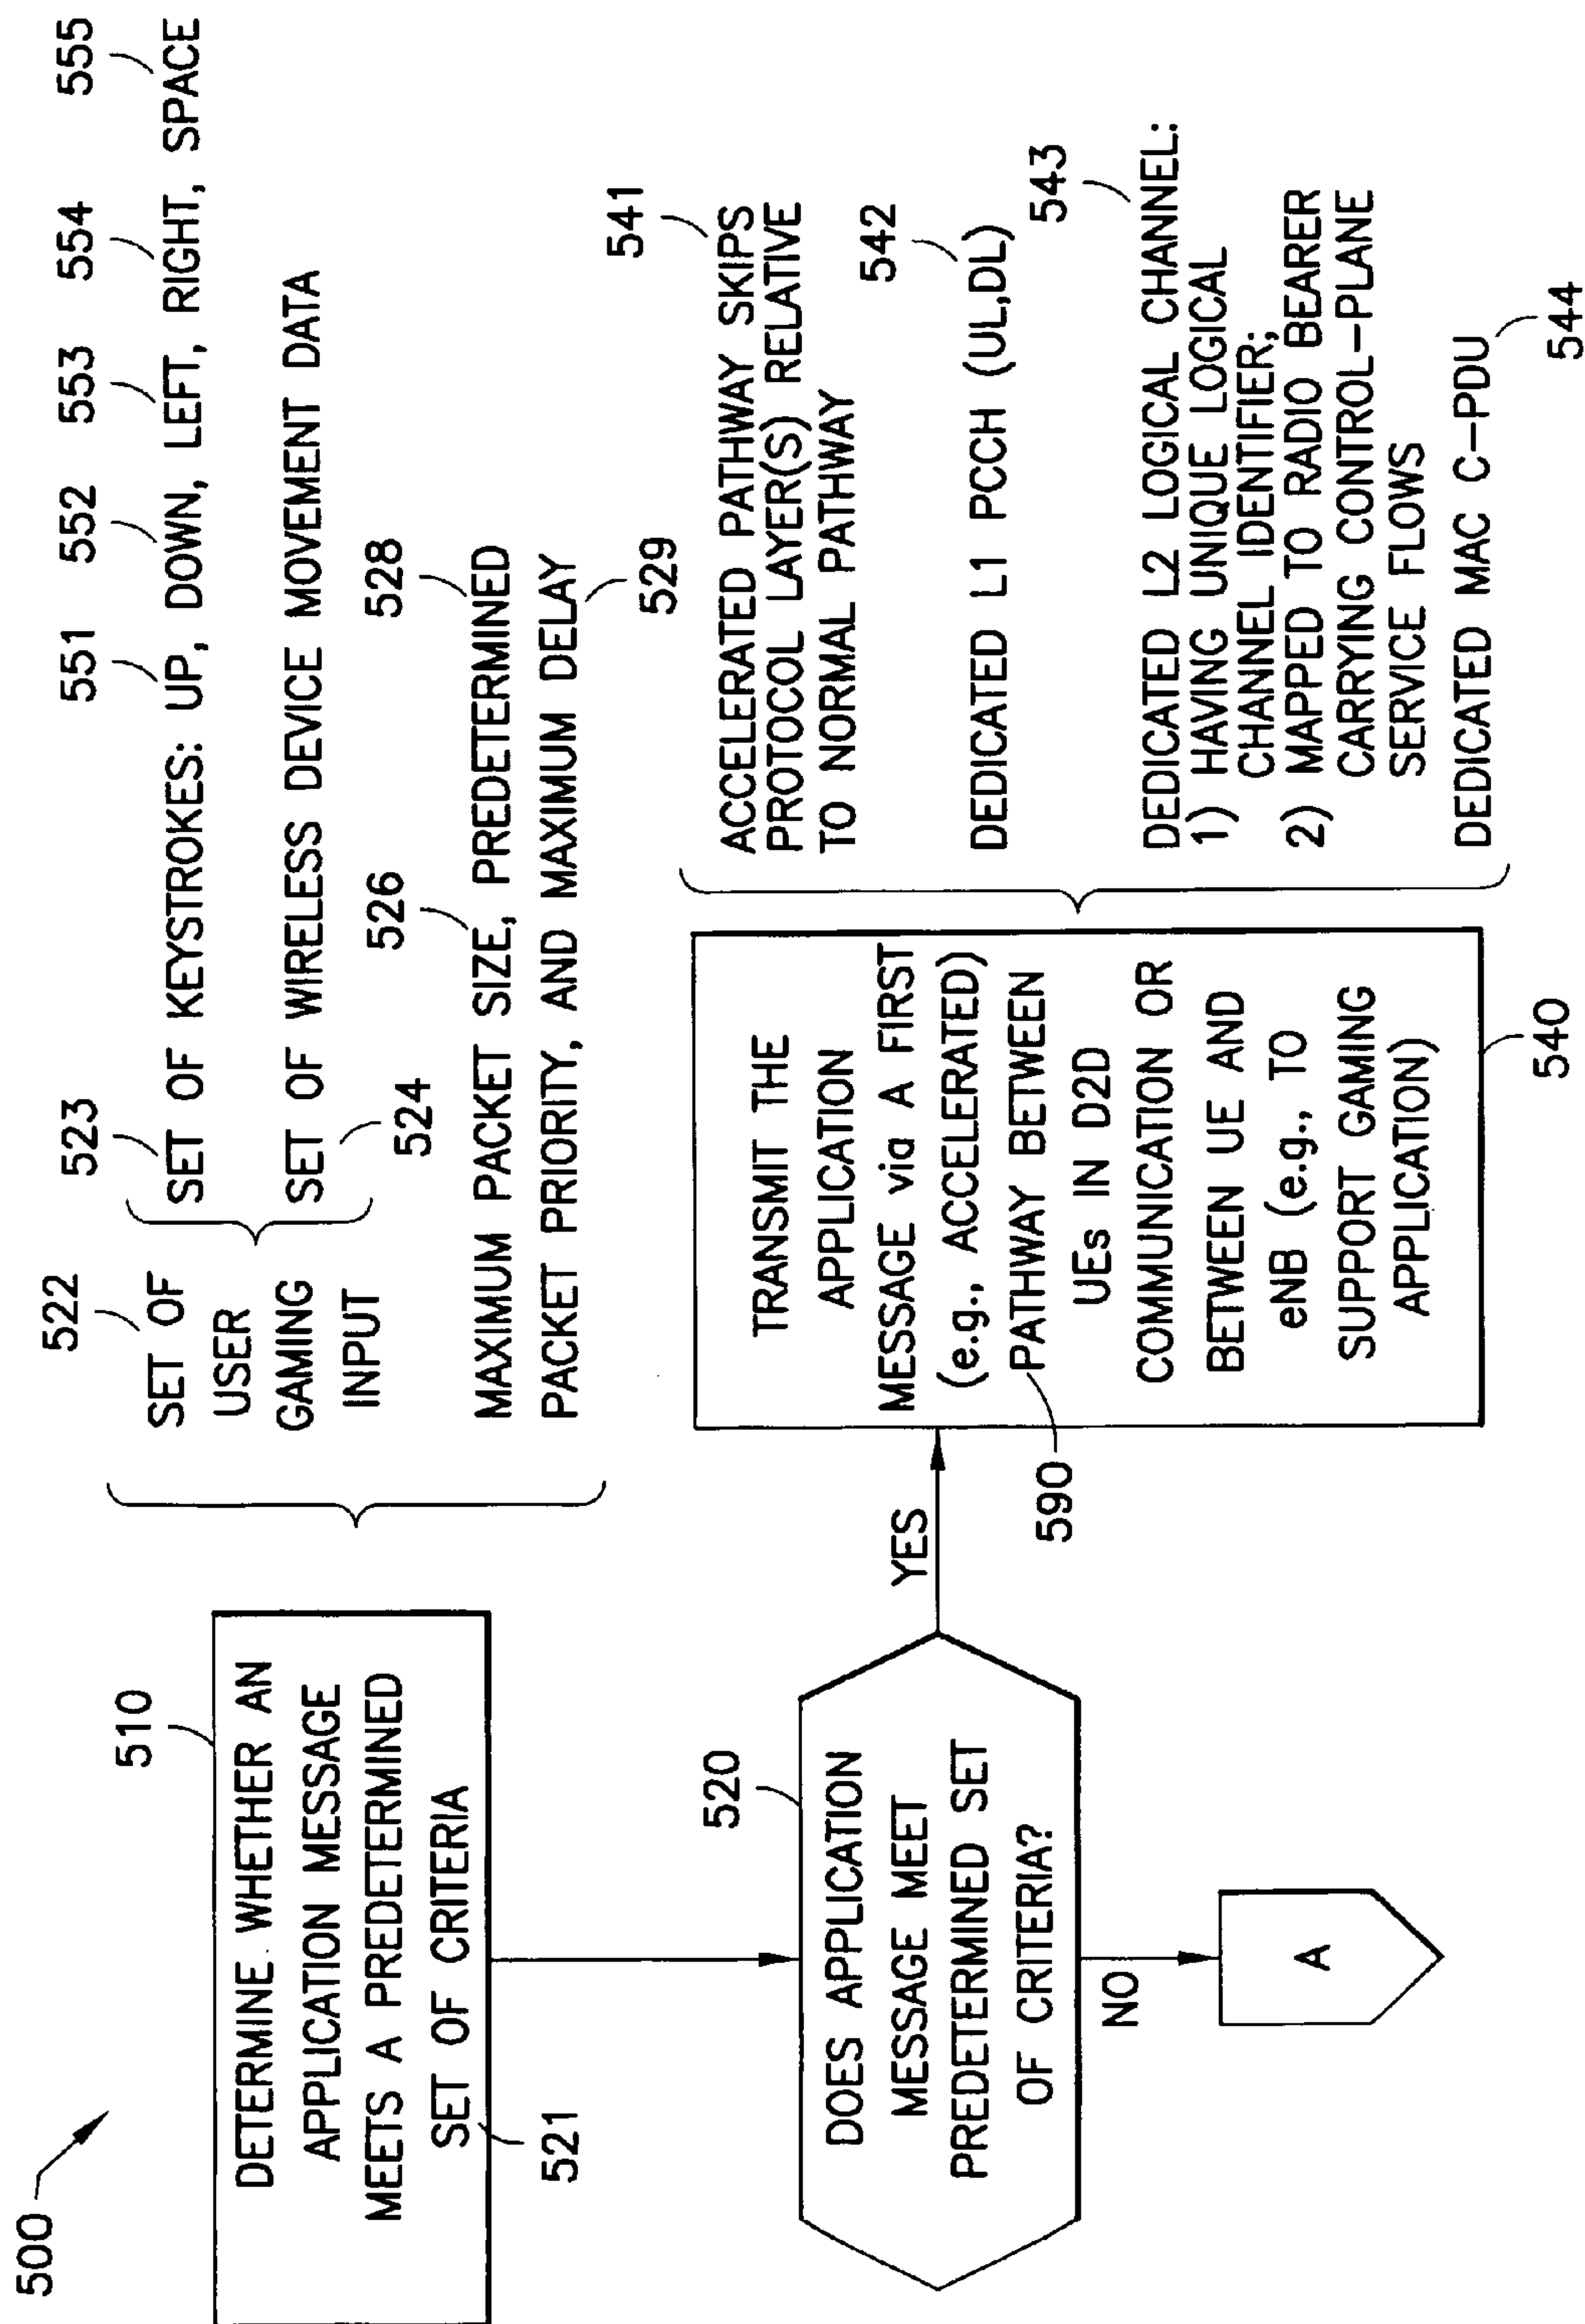 500
510
DETERMINE WHETHER AN
APPLICATION MESSAGE
MEETS A PREDETERMINED
SET OF CRITERIA
521
522
SET OF
USER
GAMING
INPUT
523
551 552 553 554 555
SET OF KEYSTROKES: UP, DOWN, LEFT, RIGHT, SPACE
SET OF WIRELESS DEVICE MOVEMENT DATA
524
526
528
MAXIMUM PACKET SIZE, PREDETERMINED
PACKET PRIORITY, AND MAXIMUM DELAY
529
520
DOES APPLICATION
MESSAGE MEET
PREDETERMINED SET
OF CRITERIA?
YES
NO
A
TRANSMIT THE
APPLICATION
MESSAGE via A FIRST
(e.g., ACCELERATED)
PATHWAY BETWEEN
UEs IN D2D
COMMUNICATION OR
BETWEEN UE AND
eNB (e.g., TO
SUPPORT GAMING
APPLICATION)
590
540
541
ACCELERATED PATHWAY SKIPS
PROTOCOL LAYER(S) RELATIVE
TO NORMAL PATHWAY
542
DEDICATED L1 PCCH (UL,DL)
543
DEDICATED L2 LOGICAL CHANNEL:
1) HAVING UNIQUE LOGICAL
CHANNEL IDENTIFIER;
2) MAPPED TO RADIO BEARER
CARRYING CONTROL-PLANE
SERVICE FLOWS
DEDICATED MAC C-PDU
544